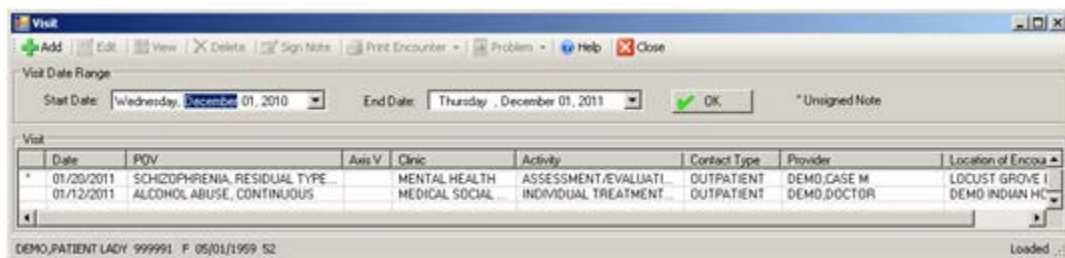 Visit
Add Edit View Delete Sign Note Print Encounter Problem Help Close
Visit Date Range
Start Date: Wednesday, December 01, 2010 End Date: Thursday , December 01, 2011 OK * Unsigned Note
Visit
Date POV Axis V Clinic Activity Contact Type Provider Location of Encou
* 01/20/2011 SCHIZOPHRENIA, RESIDUAL TYPE... MENTAL HEALTH ASSESSMENT/EVALUATI... OUTPATIENT DEMO,CASE M LOCUST GROVE
01/12/2011 ALCOHOL ABUSE, CONTINUOUS MEDICAL SOCIAL ... INDIVIDUAL TREATMENT... OUTPATIENT DEMO,DOCTOR DEMO INDIAN HO
DEMO,PATIENT LADY 999991 F 05/01/1959 52 Loaded